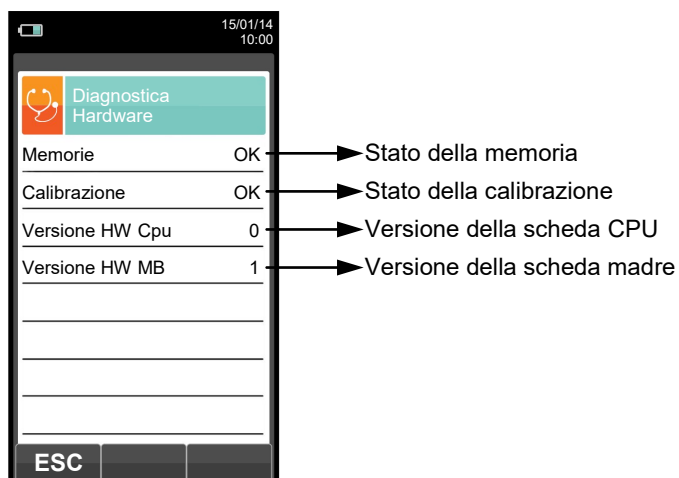 15/01/14
10:00
Diagnostica
Hardware
Memorie OK Stato della memoria
Calibrazione OK Stato della calibrazione
Versione HW Cpu 0 Versione della scheda CPU
Versione HW MB 1 Versione della scheda madre
ESC